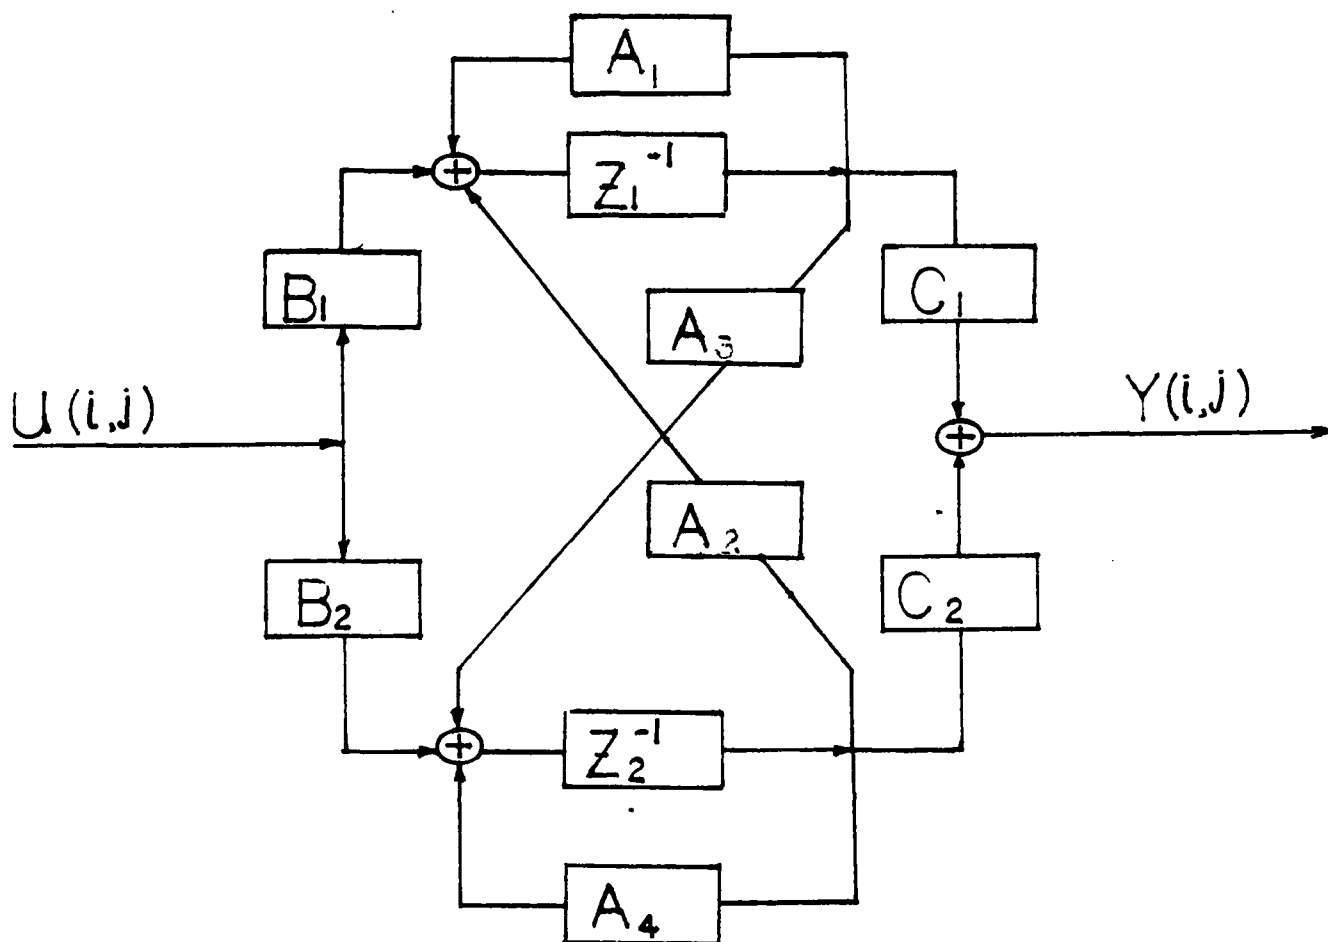 A₁
Z₁⁻¹
B₁
C₁
A₃
U(i,j)
Y(i,j)
A₂
B₂
C₂
Z₂⁻¹
A₄